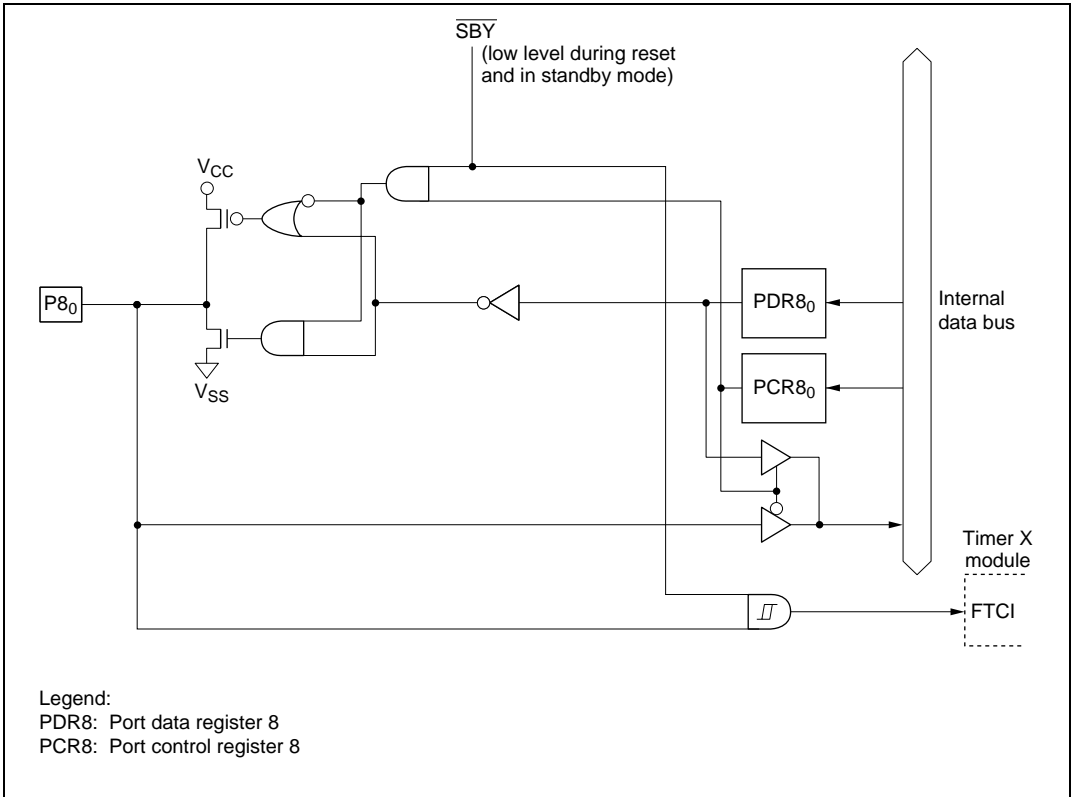 SBY
(low level during reset
and in standby mode)
VCC
P80
VSS
PDR80
PCR80
Internal
data bus
Timer X
module
FTCI
Legend:
PDR8: Port data register 8
PCR8: Port control register 8